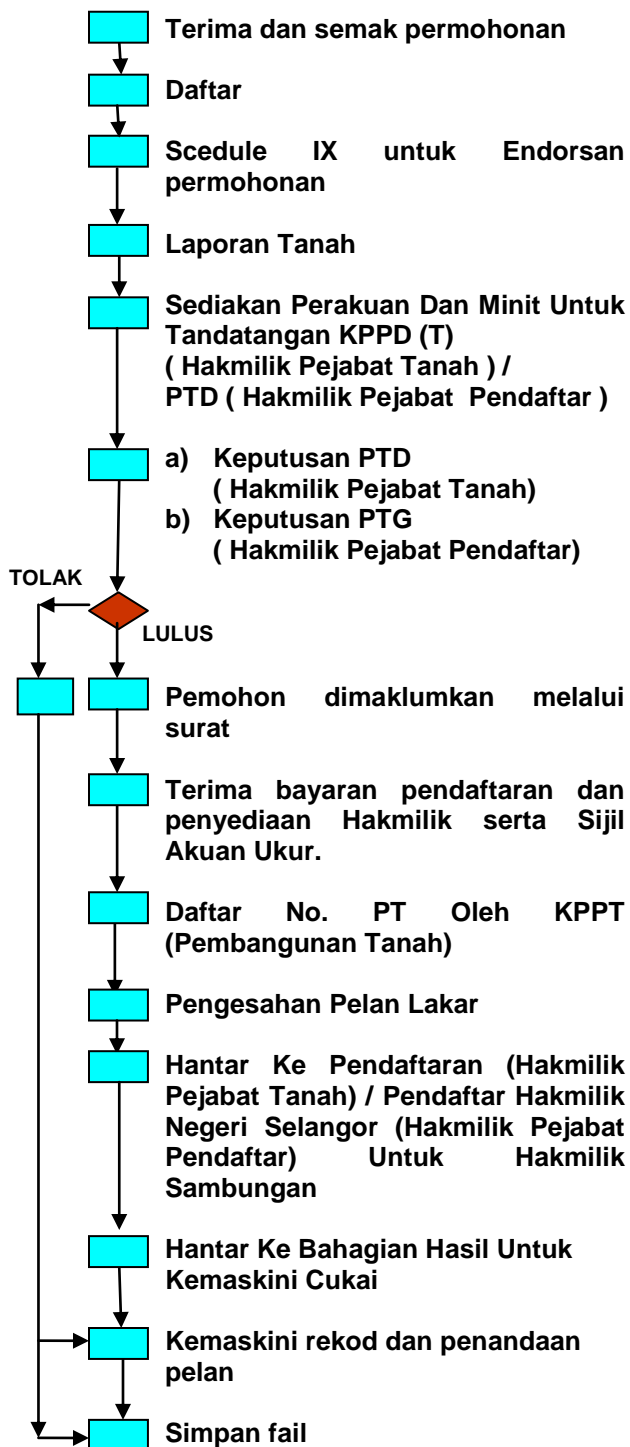 Terima dan semak permohonan
Daftar
Scedule IX untuk Endorsan
permohonan
Laporan Tanah
Sediakan Perakuan Dan Minit Untuk
Tandatangan KPPD (T)
( Hakmilik Pejabat Tanah ) /
PTD ( Hakmilik Pejabat Pendaftar )
a) Keputusan PTD
( Hakmilik Pejabat Tanah)
b) Keputusan PTG
( Hakmilik Pejabat Pendaftar)
TOLAK
LULUS
Pemohon dimaklumkan melalui
surat
Terima bayaran pendaftaran dan
penyediaan Hakmilik serta Sijil
Akuan Ukur.
Daftar No. PT Oleh KPPT
(Pembangunan Tanah)
Pengesahan Pelan Lakar
Hantar Ke Pendaftaran (Hakmilik
Pejabat Tanah) / Pendaftar Hakmilik
Negeri Selangor (Hakmilik Pejabat
Pendaftar) Untuk Hakmilik
Sambungan
Hantar Ke Bahagian Hasil Untuk
Kemaskini Cukai
Kemaskini rekod dan penandaan
pelan
Simpan fail